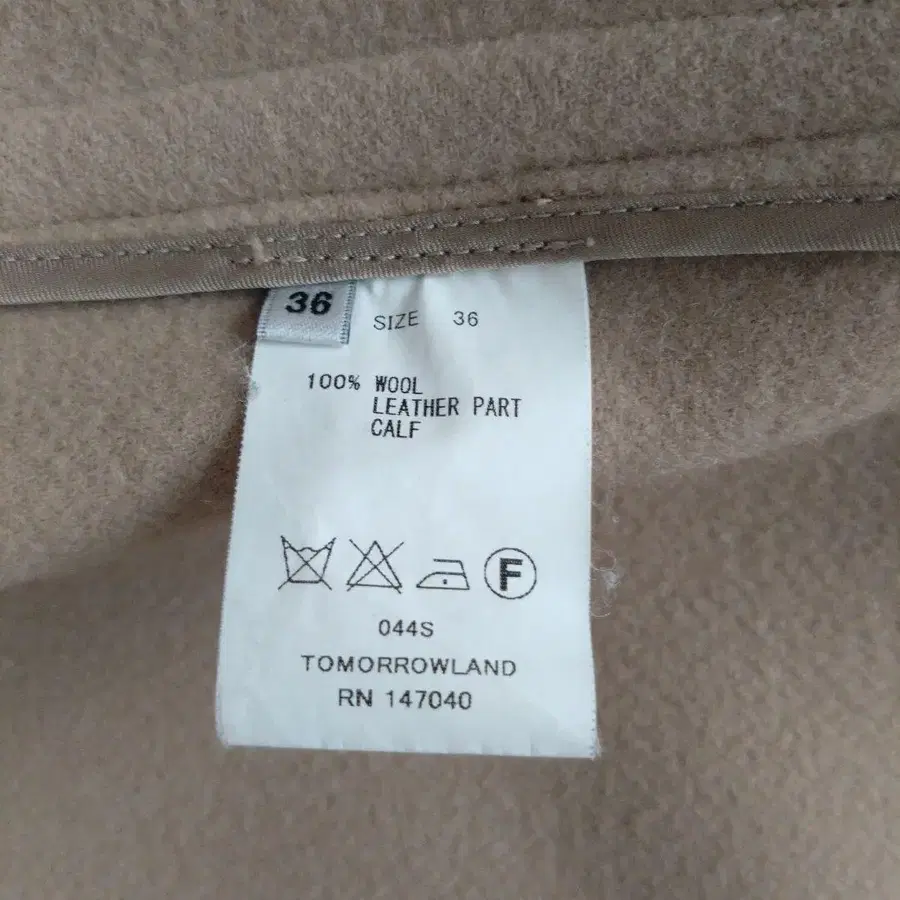 36
SIZE 36
100% WOOL
LEATHER PART
CALF
F
044S
TOMORROWLAND
RN 147040